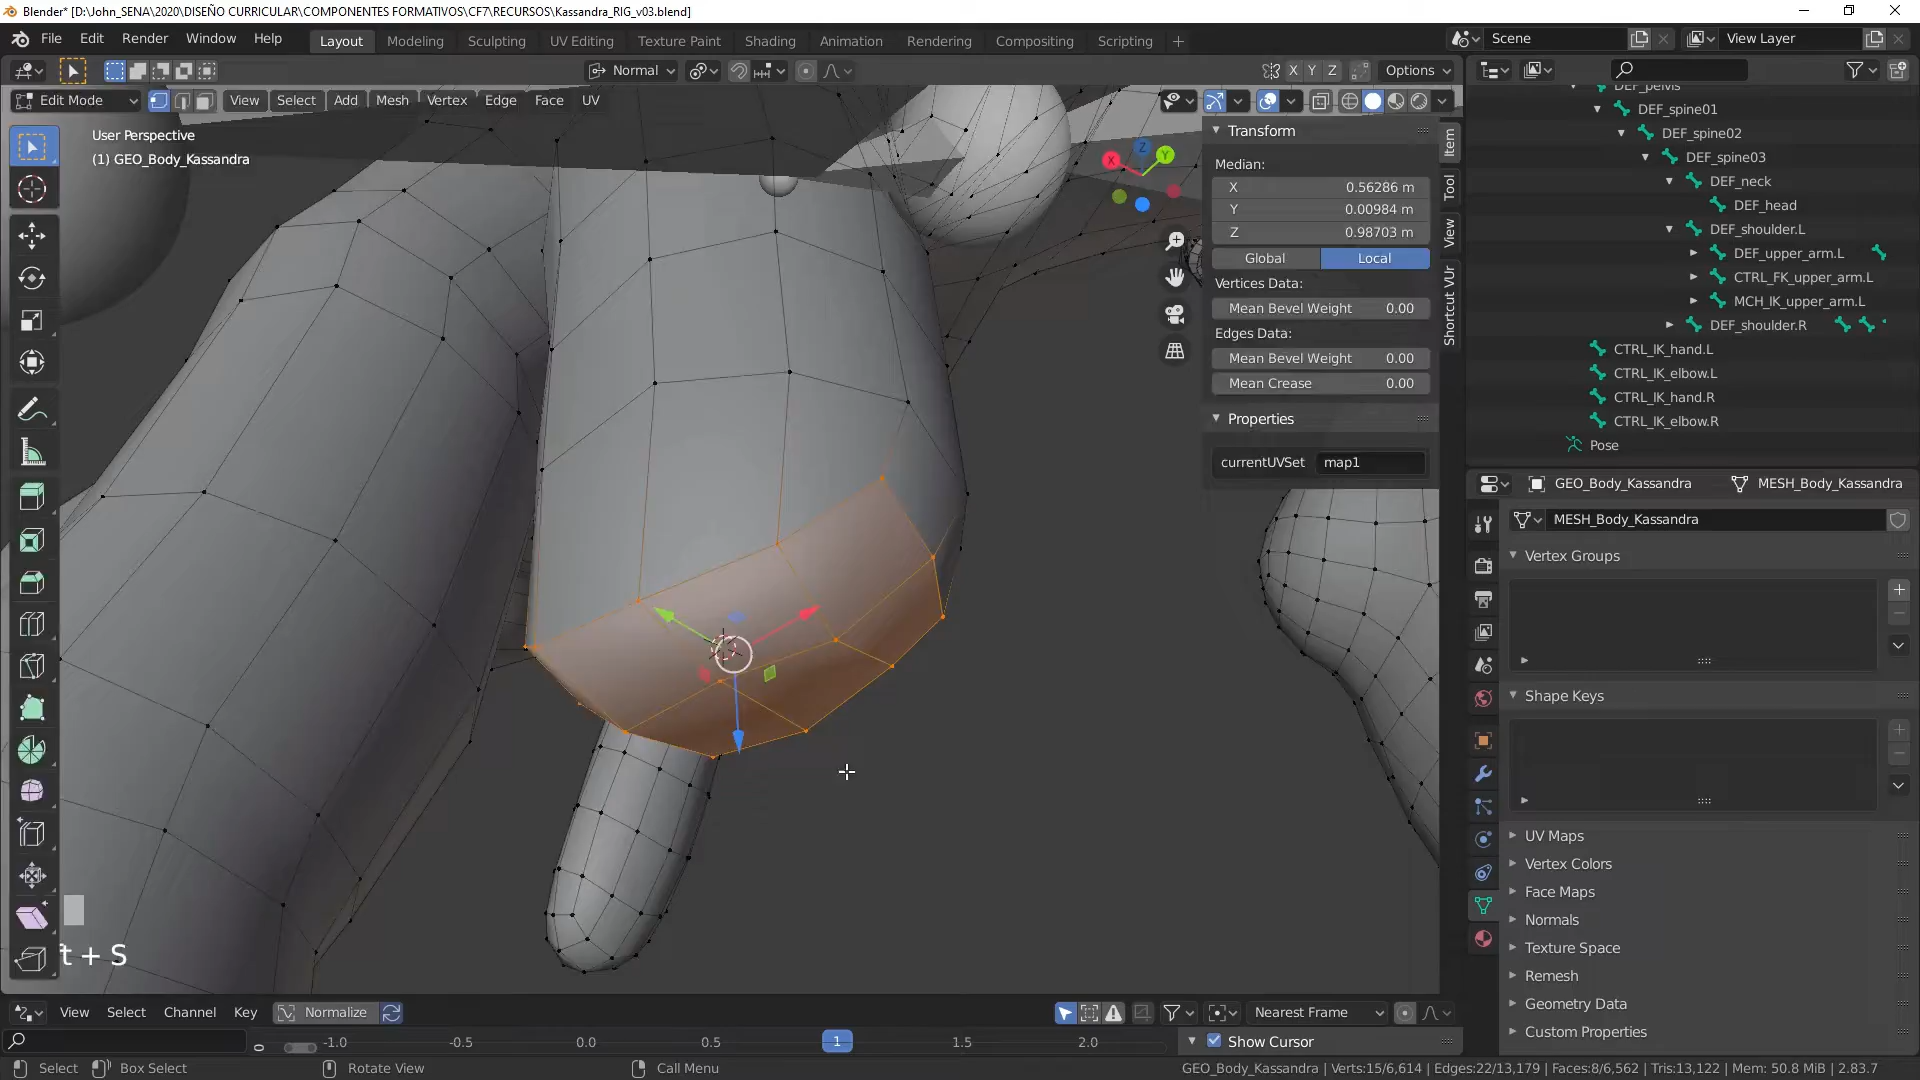 Blender* [D:\John_SENA\2020\DISEÑO CURRICULAR\COMPONENTES FORMATIVOS\CF7\RECURSOS\Kassandra_RIG_v03.blend]
File Edit Render Window Help Layout Modeling Sculpting UV Editing Texture Paint Shading Animation Rendering Compositing Scripting + Scene View Layer
Normal X Y Z Options
Edit Mode View Select Add Mesh Vertex Edge Face UV
User Perspective
(1) GEO_Body_Kassandra
X Y Z
Transform
Median:
X 0.56286 m
Y 0.00984 m
Z 0.98703 m
Global Local
Vertices Data:
Mean Bevel Weight 0.00
Edges Data:
Mean Bevel Weight 0.00
Mean Crease 0.00
Properties
currentUVSet map1
Item
Tool
View
Shortcut VUr
DEF_pelvis
DEF_spine01
DEF_spine02
DEF_spine03
DEF_neck
DEF_head
DEF_shoulder.L
DEF_upper_arm.L
CTRL_FK_upper_arm.L
MCH_IK_upper_arm.L
DEF_shoulder.R
CTRL_IK_hand.L
CTRL_IK_elbow.L
CTRL_IK_hand.R
CTRL_IK_elbow.R
Pose
GEO_Body_Kassandra MESH_Body_Kassandra
MESH_Body_Kassandra
Vertex Groups
Shape Keys
UV Maps
Vertex Colors
Face Maps
Normals
Texture Space
Remesh
Geometry Data
Custom Properties
t + S
View Select Channel Key Normalize Nearest Frame
-1.0 -0.5 0.0 0.5 1 1.5 2.0 Show Cursor
Select Box Select Rotate View Call Menu GEO_Body_Kassandra | Verts:15/6,614 | Edges:22/13,179 | Faces:8/6,562 | Tris:13,122 | Mem: 50.8 MiB | 2.83.7